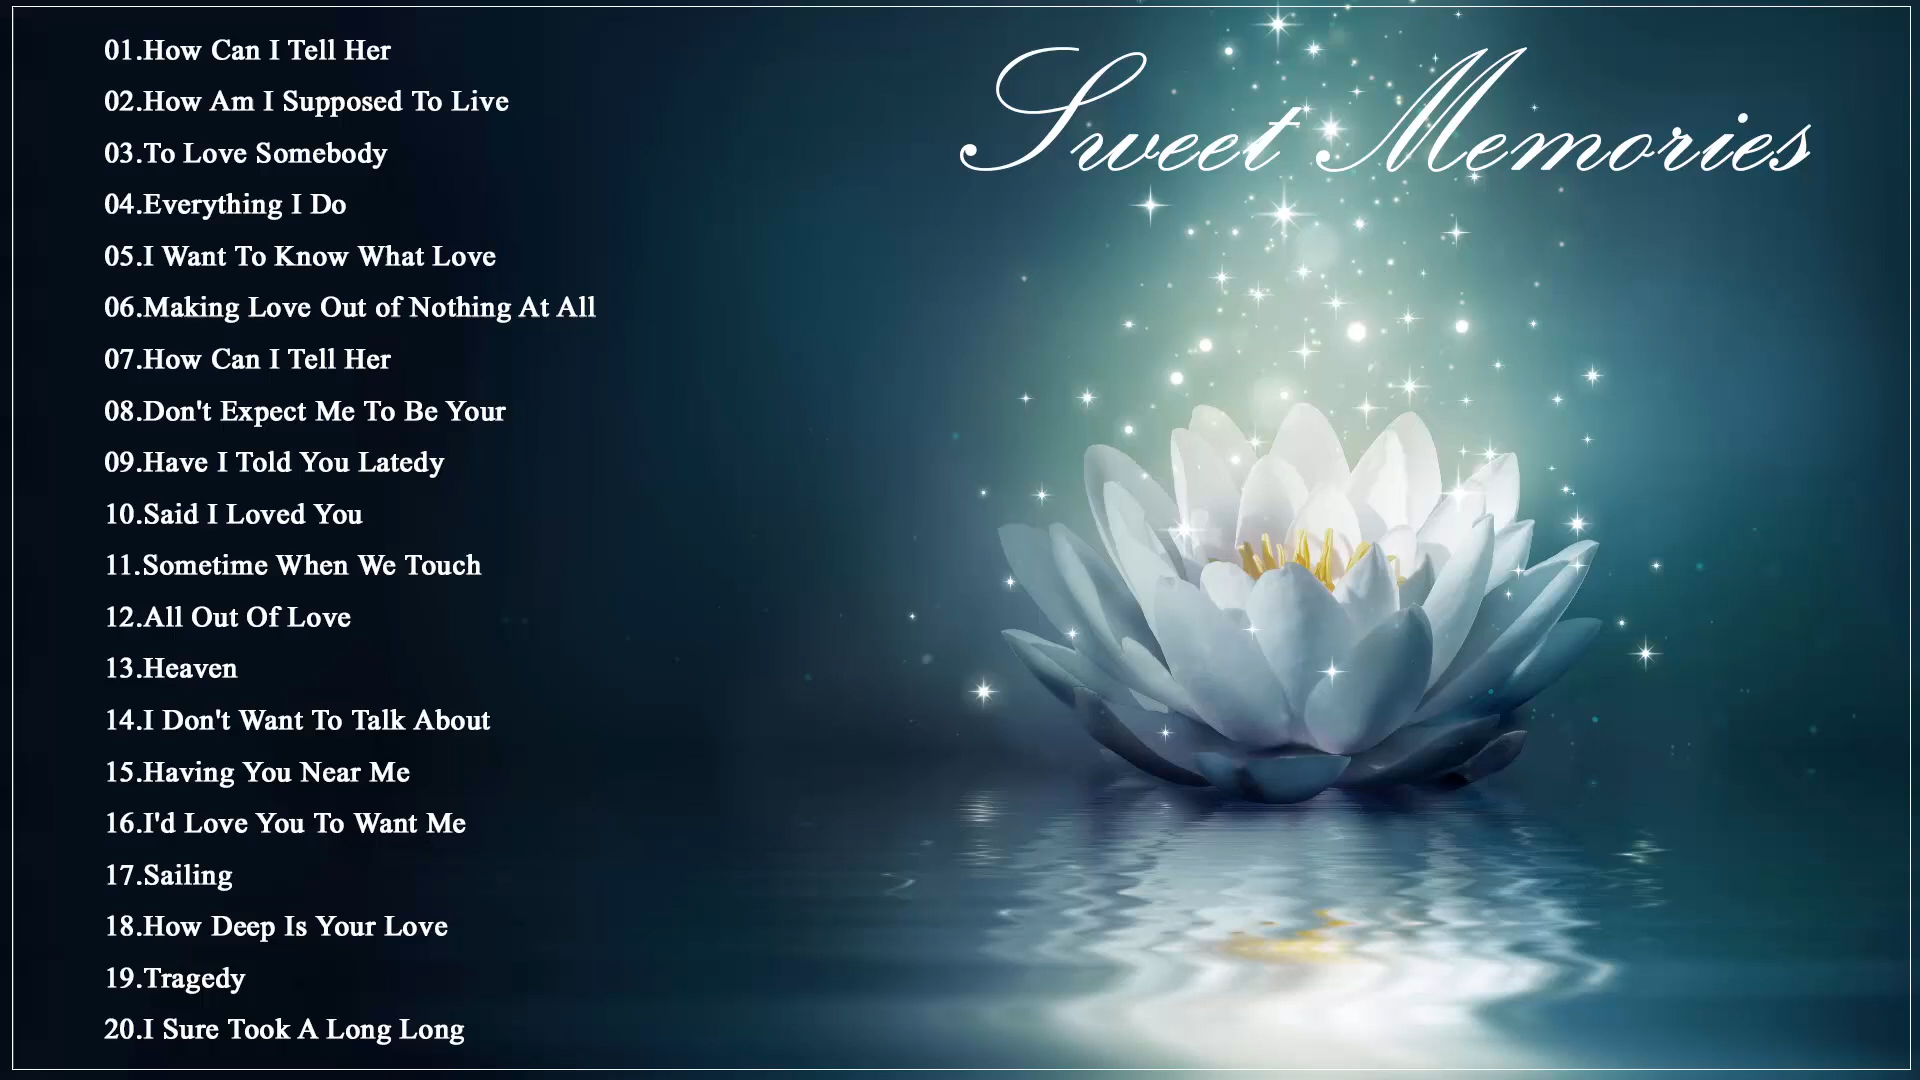 Sweet Memories
01.How Can I Tell Her
02.How Am I Supposed To Live
03.To Love Somebody
04.Everything I Do
05.I Want To Know What Love
06.Making Love Out of Nothing At All
07.How Can I Tell Her
08.Don't Expect Me To Be Your
09.Have I Told You Latedy
10.Said I Loved You
11.Sometime When We Touch
12.All Out Of Love
13.Heaven
14.I Don't Want To Talk About
15.Having You Near Me
16.I'd Love You To Want Me
17.Sailing
18.How Deep Is Your Love
19.Tragedy
20.I Sure Took A Long Long